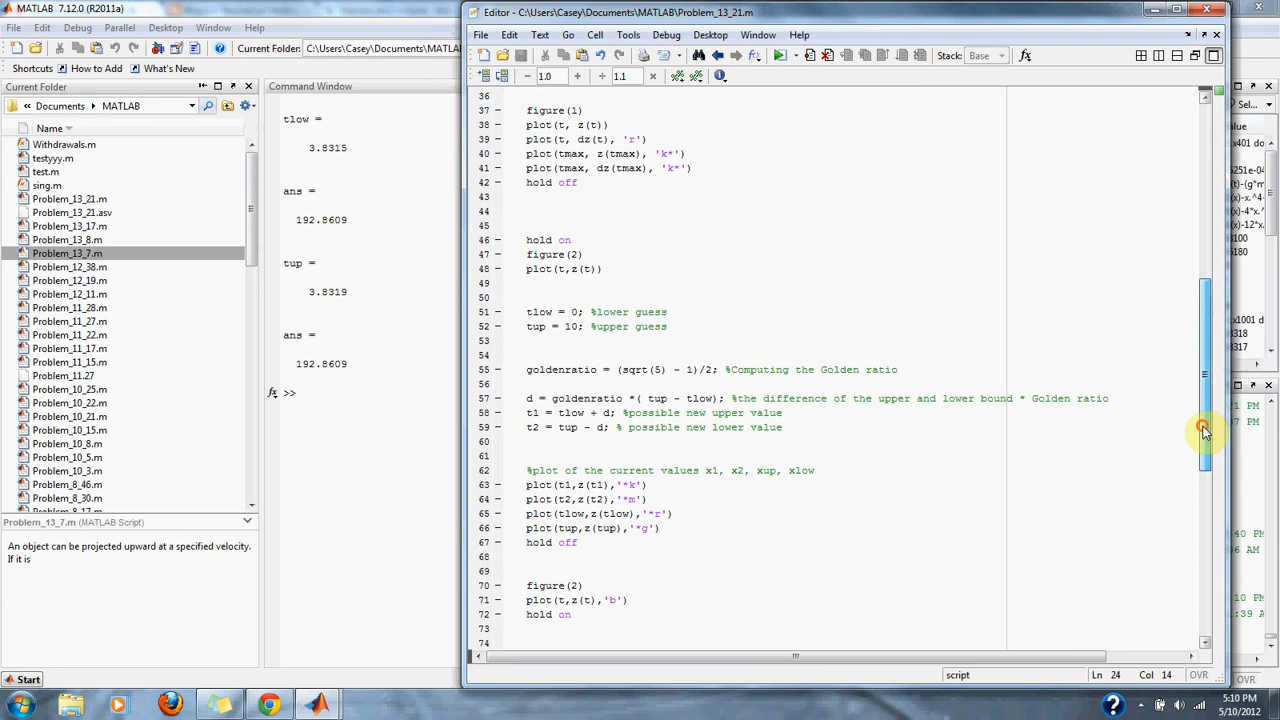 MATLAB 7.12.0 (R2011a)
File Edit Debug Parallel Desktop Window Help
Current Folder: C:\Users\Casey\Documents\MATLAB
Shortcuts How to Add What's New
Current Folder
Documents MATLAB
Name
Withdrawals.m
testyyy.m
test.m
sing.m
Problem_13_21.m
Problem_13_21.asv
Problem_13_17.m
Problem_13_8.m
Problem_13_7.m
Problem_12_38.m
Problem_12_19.m
Problem_12_11.m
Problem_11_28.m
Problem_11_27.m
Problem_11_22.m
Problem_11_17.m
Problem_11_15.m
Problem_11.27
Problem_10_25.m
Problem_10_22.m
Problem_10_21.m
Problem_10_15.m
Problem_10_8.m
Problem_10_5.m
Problem_10_3.m
Problem_8_46.m
Problem_8_30.m
Problem_8_17.m
Problem_13_7.m (MATLAB Script)
An object can be projected upward at a specified velocity.
If it is
Start
Command Window
tlow =
3.8315
ans =
192.8609
tup =
3.8319
ans =
192.8609
fx >>
Editor - C:\Users\Casey\Documents\MATLAB\Problem_13_21.m
File Edit Text Go Cell Tools Debug Desktop Window Help
Stack: Base fx
1.0 1.1
36
37 figure(1)
38 plot(t, z(t))
39 plot(t, dz(t), 'r')
40 plot(tmax, z(tmax), 'k*')
41 plot(tmax, dz(tmax), 'k*')
42 hold off
43
44
45
46 hold on
47 figure(2)
48 plot(t,z(t))
49
50
51 tlow = 0; %lower guess
52 tup = 10; %upper guess
53
54
55 goldenratio = (sqrt(5) - 1)/2; %Computing the Golden ratio
56
57 d = goldenratio *( tup - tlow); %the difference of the upper and lower bound * Golden ratio
58 t1 = tlow + d; %possible new upper value
59 t2 = tup - d; % possible new lower value
60
61
62 %plot of the current values x1, x2, xup, xlow
63 plot(t1,z(t1),'*k')
64 plot(t2,z(t2),'*m')
65 plot(tlow,z(tlow),'*r')
66 plot(tup,z(tup),'*g')
67 hold off
68
69
70 figure(2)
71 plot(t,z(t),'b')
72 hold on
73
74
script Ln 24 Col 14 OVR
Sel...
OVR
5:10 PM
5/10/2012